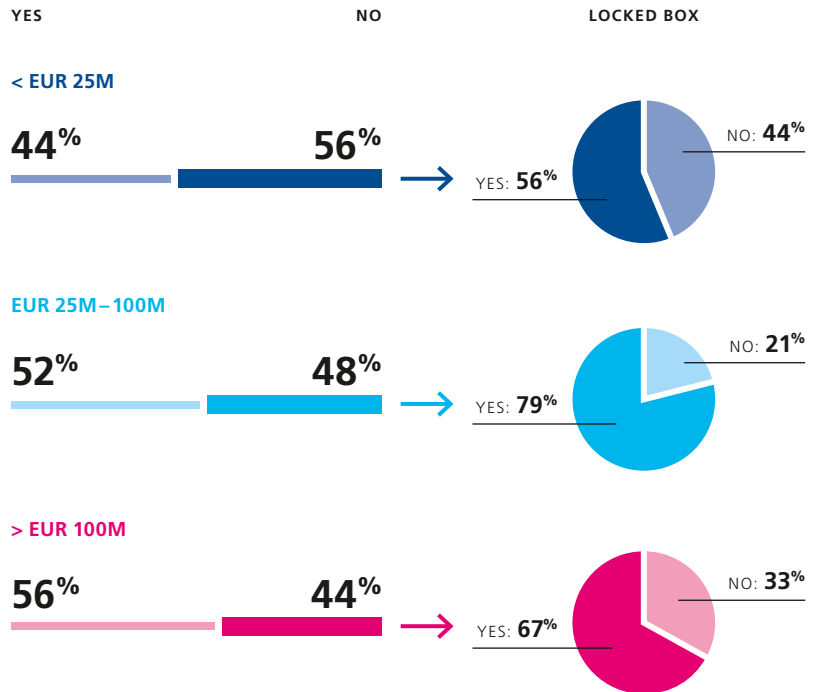 YES NO LOCKED BOX
< EUR 25M
44% 56%
NO: 44%
YES: 56%
EUR 25M–100M
52% 48%
NO: 21%
YES: 79%
> EUR 100M
56% 44%
NO: 33%
YES: 67%